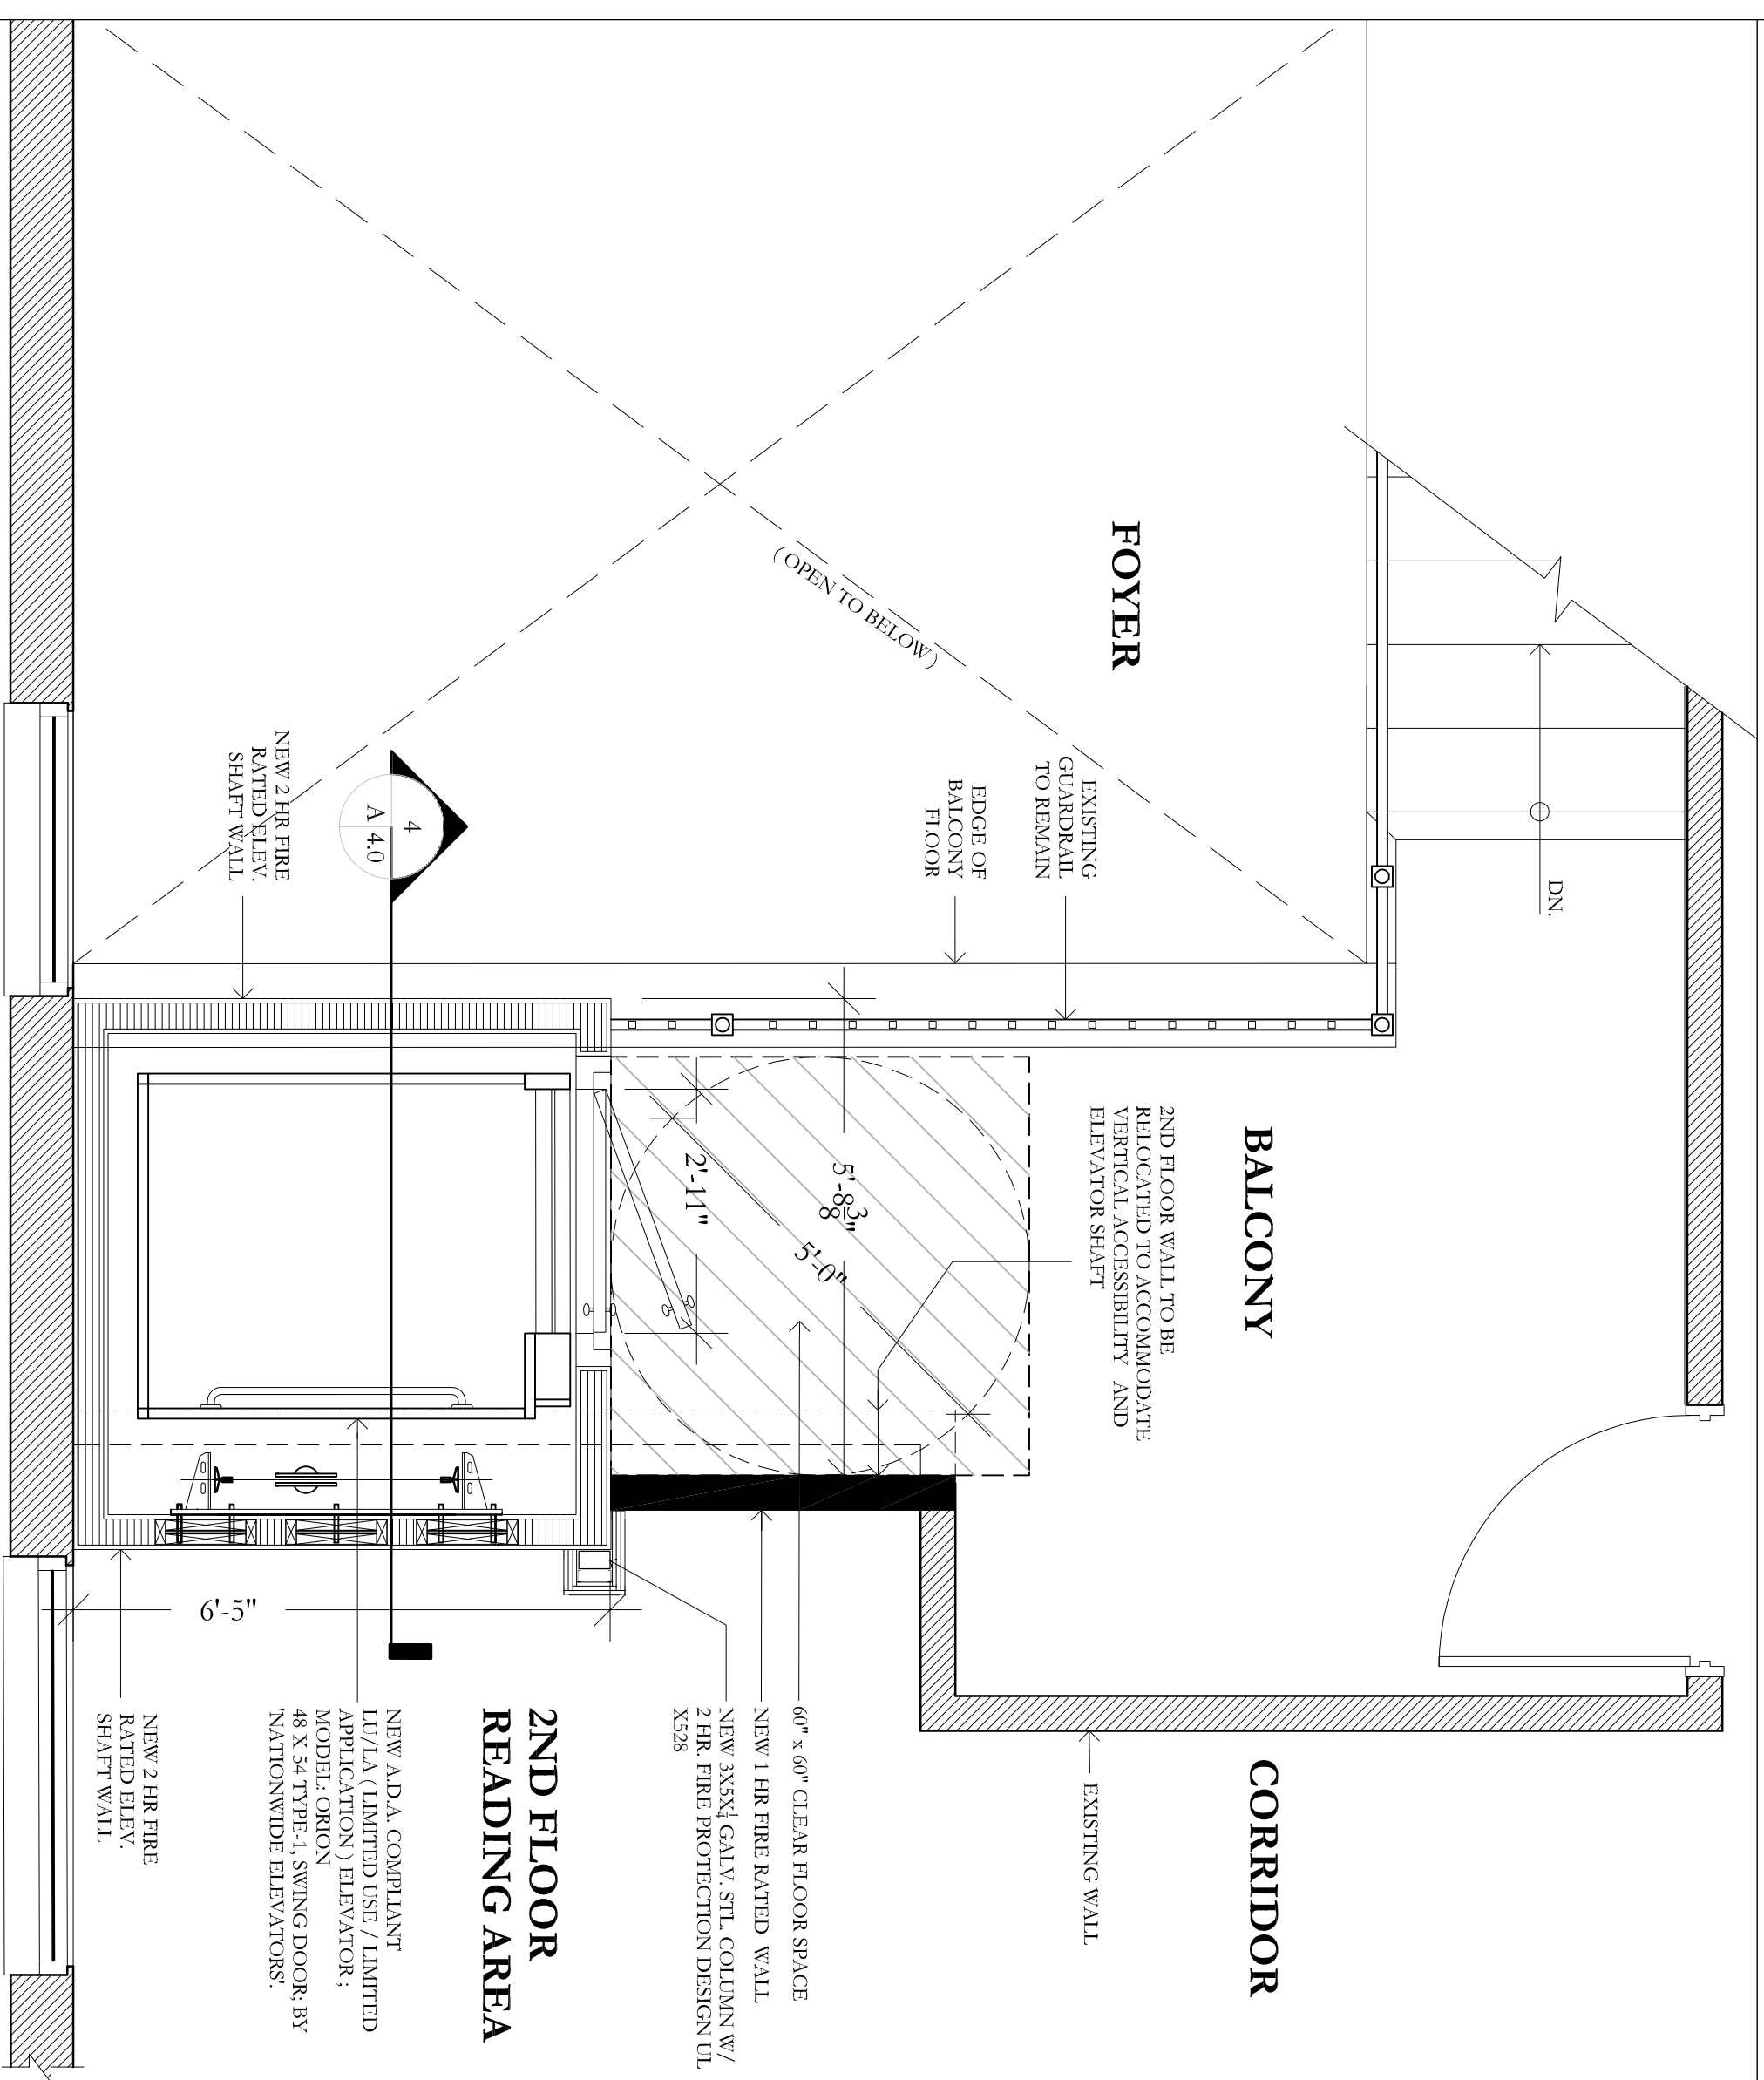 DN.
FOYER
( OPEN TO BELOW )
EXISTING
GUARDRAIL
TO REMAIN
EDGE OF
BALCONY
FLOOR
4
A 4.0
NEW 2 HR FIRE
RATED ELEV.
SHAFT WALL
BALCONY
2ND FLOOR WALL TO BE
RELOCATED TO ACCOMMODATE
VERTICAL ACCESSIBILITY AND
ELEVATOR SHAFT
5'-8 3/8"
5'-0"
2'-11"
6'-5"
CORRIDOR
EXISTING WALL
60" x 60" CLEAR FLOOR SPACE
NEW 1 HR FIRE RATED WALL
NEW 3X5X1/4 GALV. STL. COLUMN W/
2 HR. FIRE PROTECTION DESIGN UL
X528
2ND FLOOR
READING AREA
NEW A.D.A. COMPLIANT
LU/LA ( LIMITED USE / LIMITED
APPLICATION ) ELEVATOR ;
MODEL: ORION
48 X 54 TYPE-1, SWING DOOR; BY
'NATIONWIDE ELEVATORS'.
NEW 2 HR FIRE
RATED ELEV.
SHAFT WALL